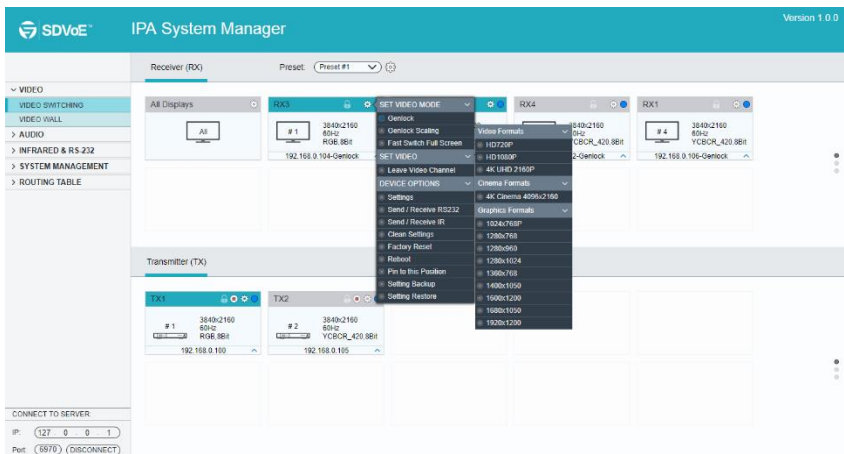 SDVoE™
IPA System Manager
Version 1.0.0
Receiver (RX)
Preset: Preset #1
VIDEO
VIDEO SWITCHING
VIDEO WALL
> AUDIO
> INFRARED & RS-232
> SYSTEM MANAGEMENT
> ROUTING TABLE
All Displays
All
RX3
# 1
3840x2160
60Hz
RGB,8Bit
192.168.0.104-Genlock
SET VIDEO MODE
Genlock
Genlock Scaling
Fast Switch Full Screen
SET VIDEO
Leave Video Channel
DEVICE OPTIONS
Settings
Send / Receive RS232
Send / Receive IR
Clean Settings
Factory Reset
Reboot
Pin to this Position
Setting Backup
Setting Restore
Video Formats
HD720P
HD1080P
4K UHD 2160P
Cinema Formats
4K Cinema 4096x2160
Graphics Formats
1024x768P
1280x768
1280x960
1280x1024
1360x768
1400x1050
1600x1200
1680x1050
1920x1200
RX4
3840x2160
0Hz
CBCR_420,8Bit
2-Genlock
RX1
# 4
3840x2160
60Hz
YCBCR_420,8Bit
192.168.0.106-Genlock
Transmitter (TX)
TX1
# 1
3840x2160
60Hz
RGB,8Bit
192.168.0.100
TX2
# 2
3840x2160
60Hz
YCBCR_420,8Bit
192.168.0.105
CONNECT TO SERVER
IP: 127 . 0 . 0 . 1
Port: 6970 DISCONNECT